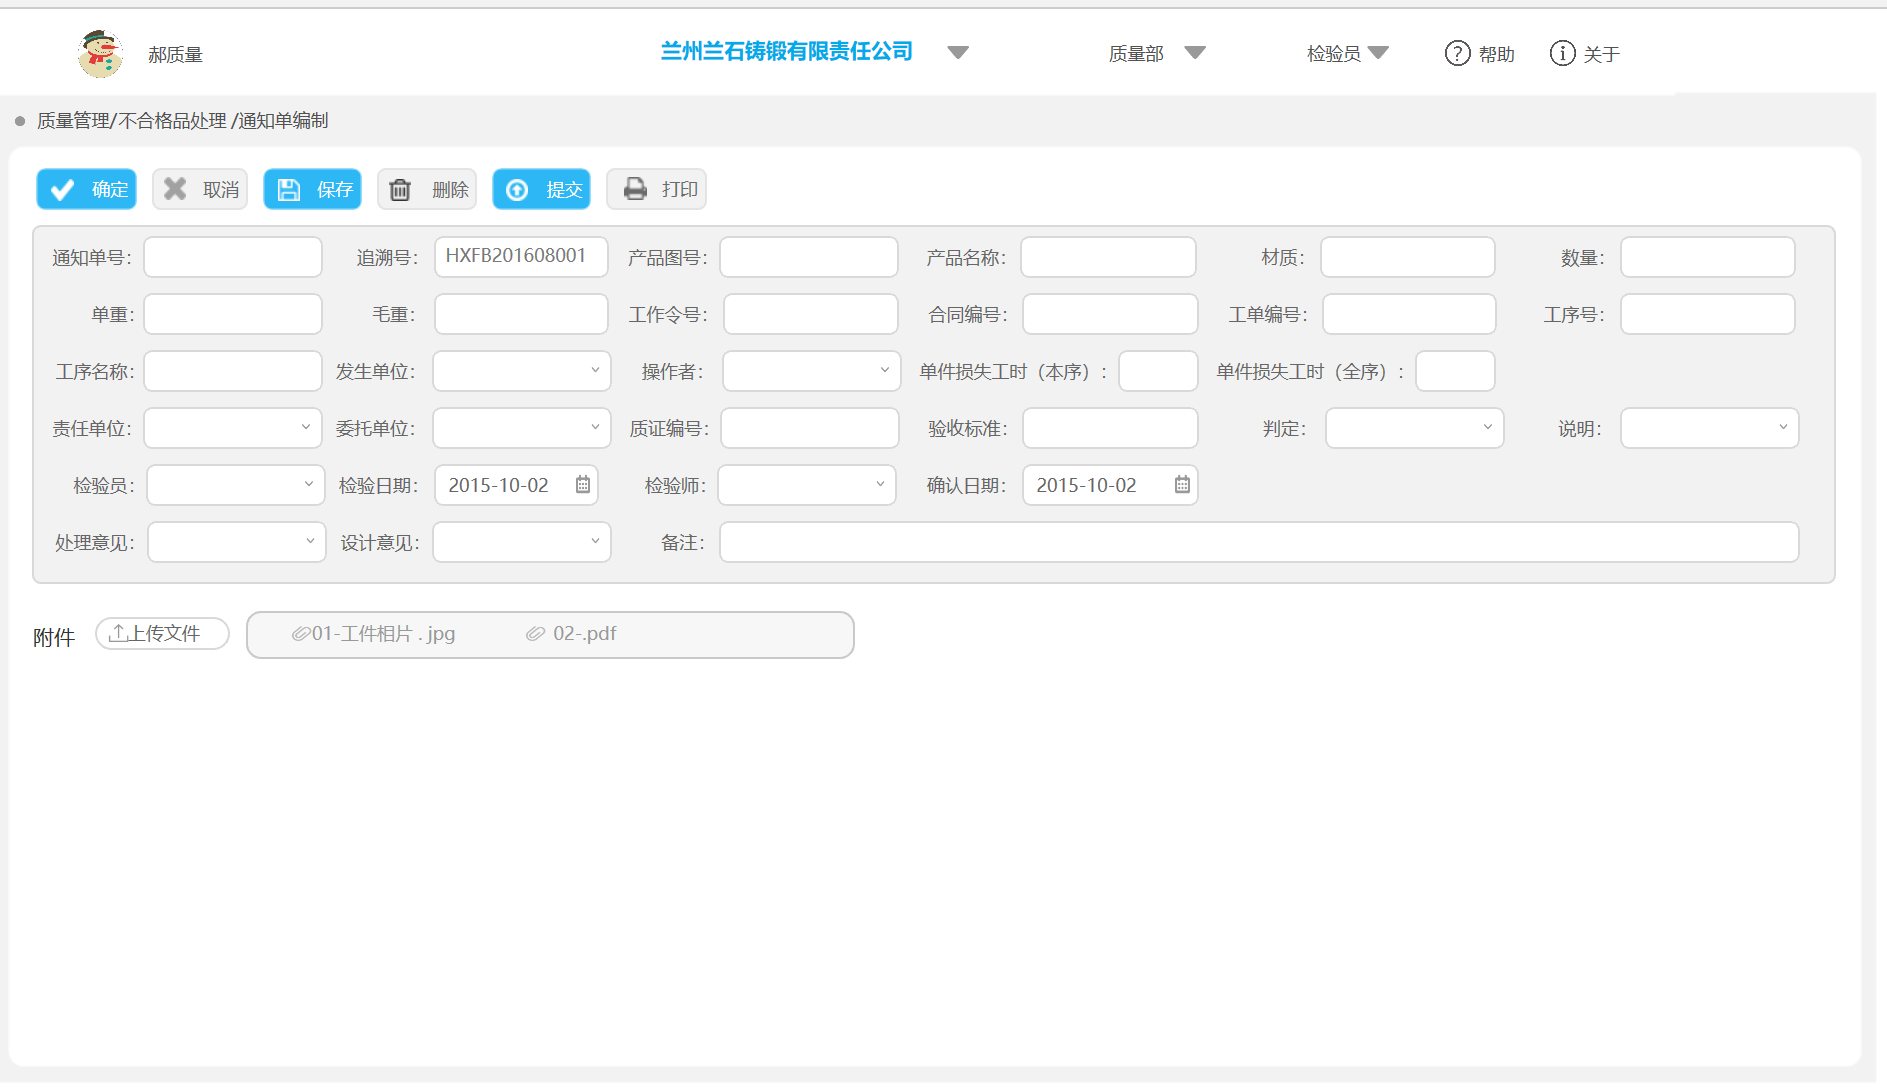 郝质量 兰州兰石铸锻有限责任公司 质量部 检验员 帮助 关于
质量管理/不合格品处理 /通知单编制
确定 取消 保存 删除 提交 打印
通知单号： 追溯号： HXFB201608001 产品图号： 产品名称： 材质： 数量：
单重： 毛重： 工作令号： 合同编号： 工单编号： 工序号：
工序名称： 发生单位： 操作者： 单件损失工时（本序）： 单件损失工时（全序）：
责任单位： 委托单位： 质证编号： 验收标准： 判定： 说明：
检验员： 检验日期： 2015-10-02 检验师： 确认日期： 2015-10-02
处理意见： 设计意见： 备注：
附件 上传文件 01-工件相片 . jpg 02-.pdf